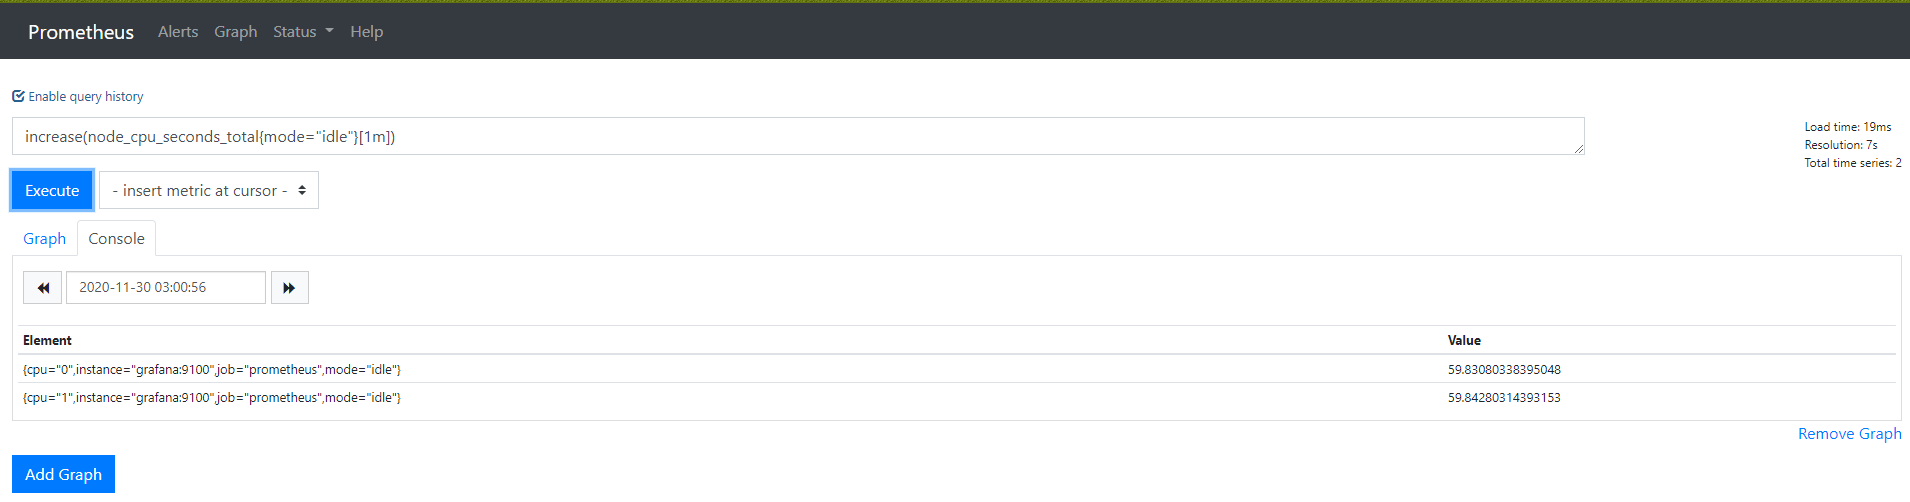 Prometheus Alerts Graph Status Help
Enable query history
increase(node_cpu_seconds_total{mode="idle"}[1m])
Load time: 19ms
Resolution: 7s
Total time series: 2
Execute - insert metric at cursor -
Graph Console
2020-11-30 03:00:56
Element Value
{cpu="0",instance="grafana:9100",job="prometheus",mode="idle"} 59.83080338395048
{cpu="1",instance="grafana:9100",job="prometheus",mode="idle"} 59.84280314393153
Remove Graph
Add Graph